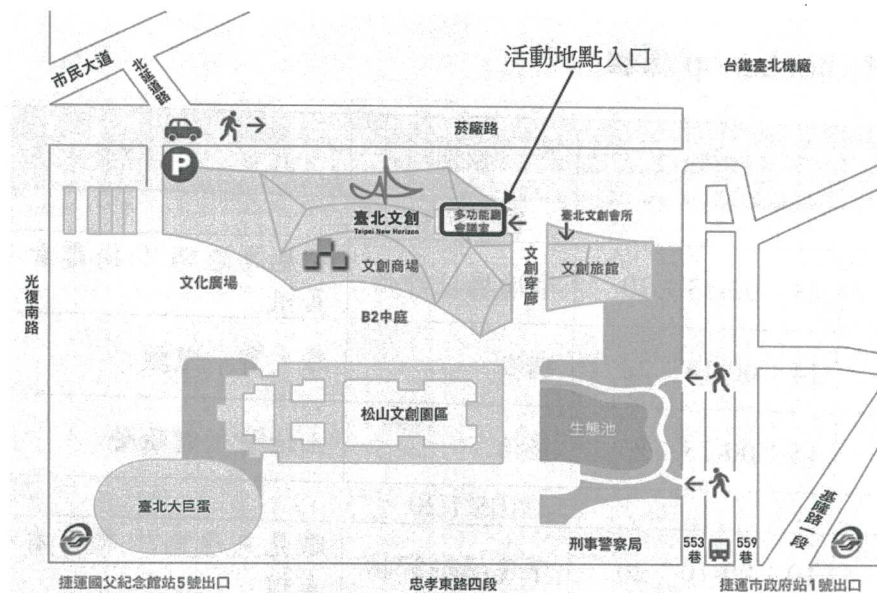 活動地點入口
台鐵臺北機廠
市民大道
北延道路
菸廠路
P
臺北文創
Taipei New Horizon
多功能廳
會議室
臺北文創會所
文創商場
文創穿廊
文創旅館
文化廣場
光復南路
B2中庭
松山文創園區
生態池
臺北大巨蛋
刑事警察局
553
巷
559
巷
基隆路一段
捷運國父紀念館站5號出口
忠孝東路四段
捷運市政府站1號出口